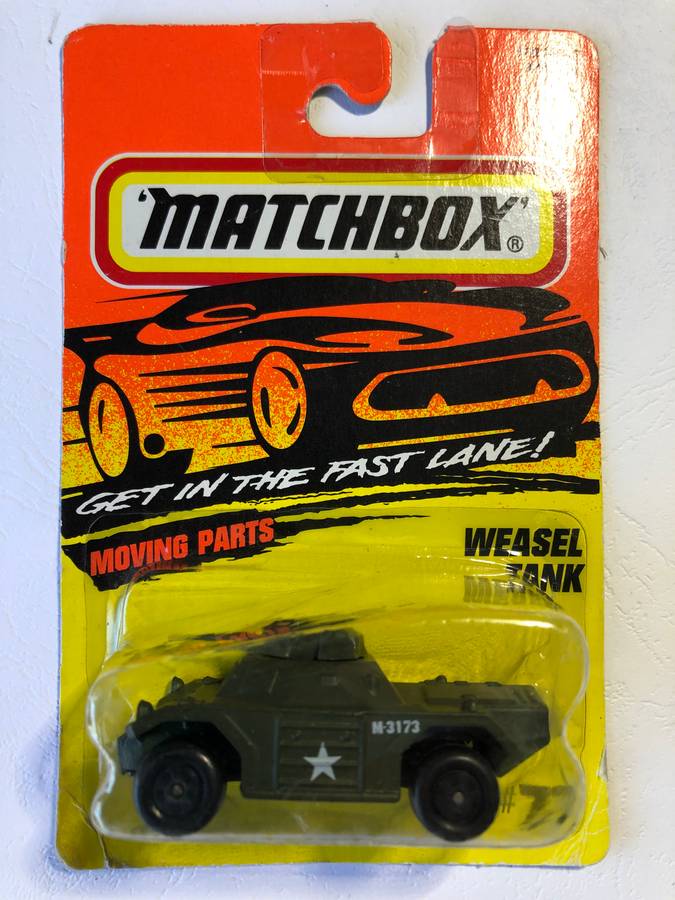 'MATCHBOX'®
GET IN THE FAST LANE!
MOVING PARTS
WEASEL
TANK
M-3173